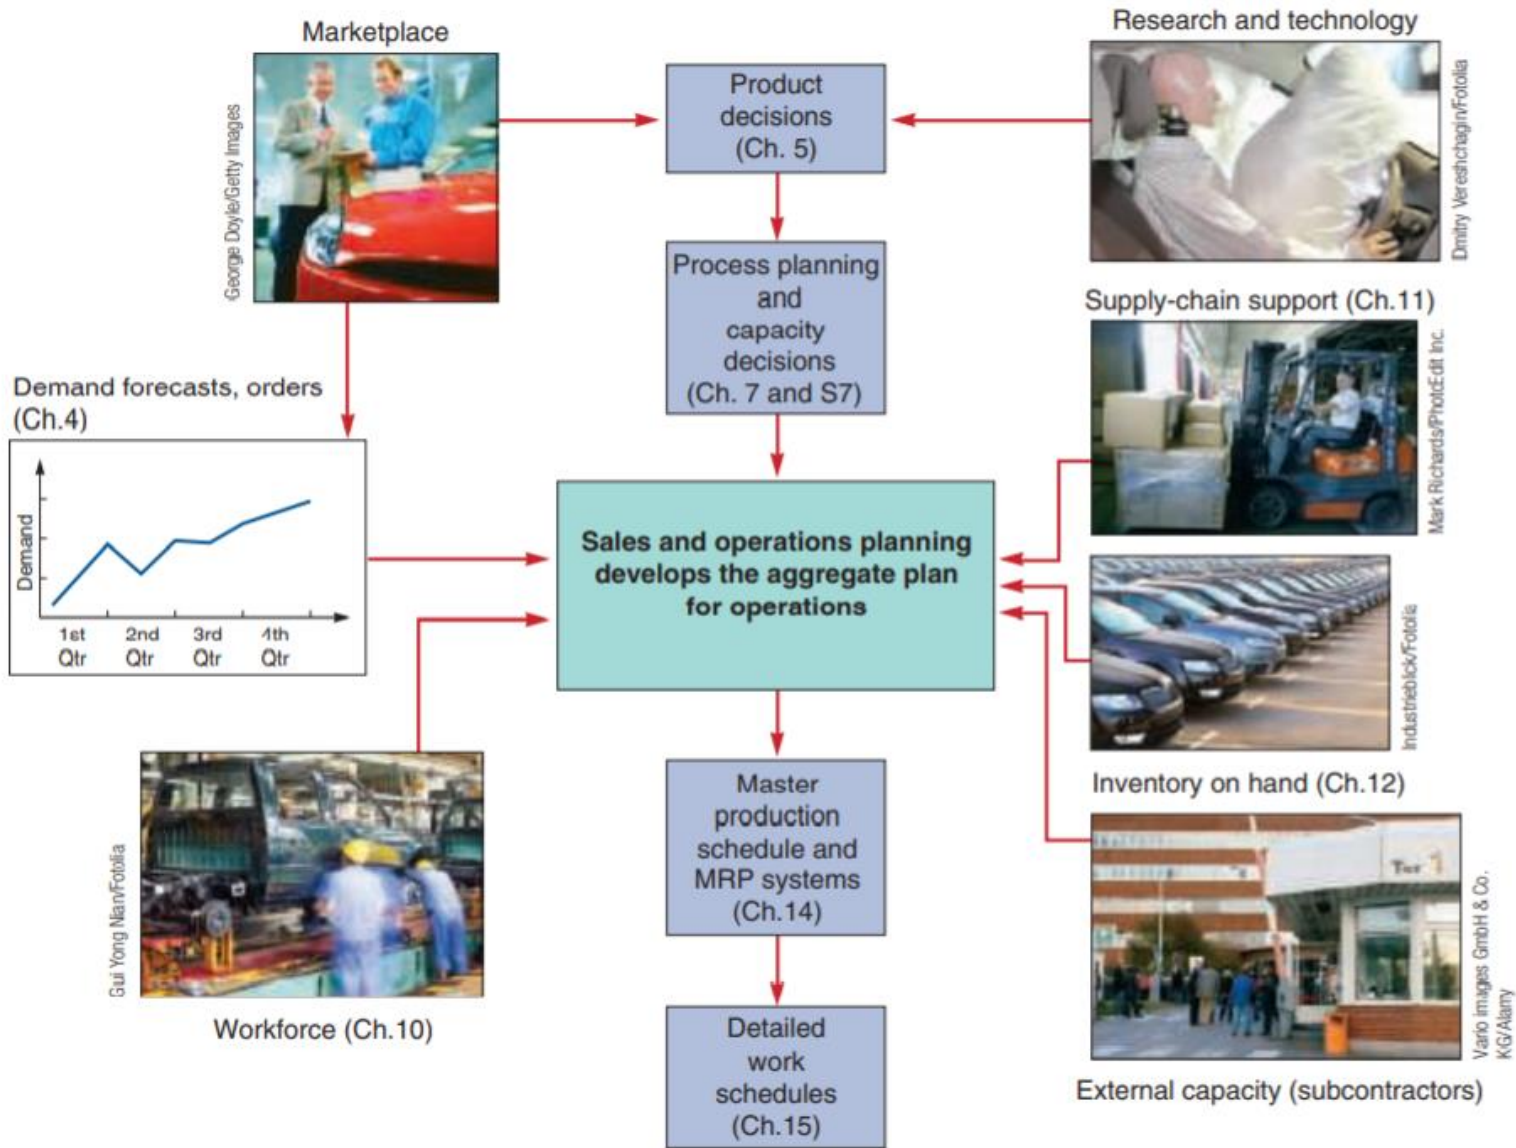 Marketplace
George Doyle/Getty Images
Product
decisions
(Ch. 5)
Research and technology
Dmitry Vereshchagin/Fotolia
Process planning
and
capacity
decisions
(Ch. 7 and S7)
Supply-chain support (Ch.11)
Mark Richards/PhotoEdit Inc.
Demand forecasts, orders
(Ch.4)
Demand
1st
Qtr
2nd
Qtr
3rd
Qtr
4th
Qtr
Sales and operations planning
develops the aggregate plan
for operations
Industrieblick/Fotolia
Inventory on hand (Ch.12)
Gui Yong Nian/Fotolia
Workforce (Ch.10)
Master
production
schedule and
MRP systems
(Ch.14)
Vario images GmbH & Co.
KG/Alamy
External capacity (subcontractors)
Detailed
work
schedules
(Ch.15)